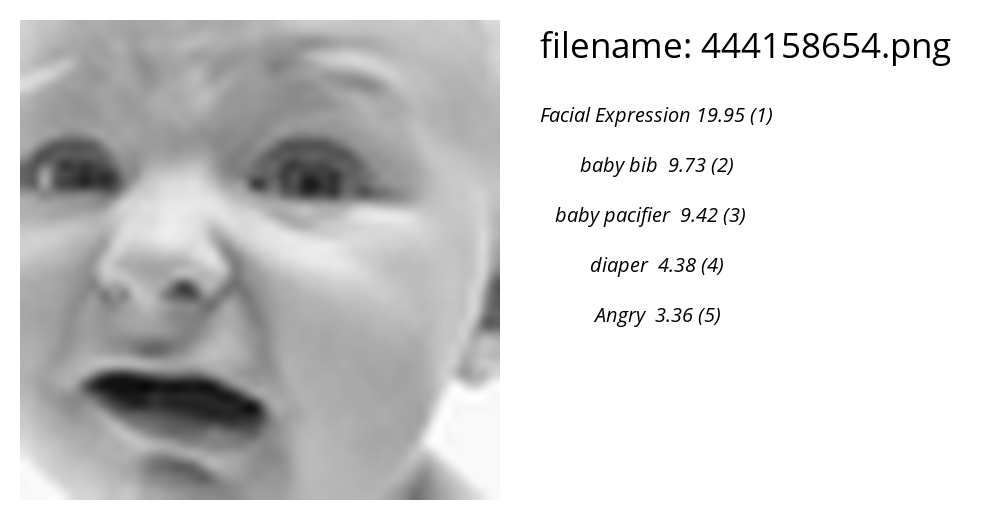 filename: 444158654.png
Facial Expression 19.95 (1)
baby bib 9.73 (2)
baby pacifier 9.42 (3)
diaper 4.38 (4)
Angry 3.36 (5)